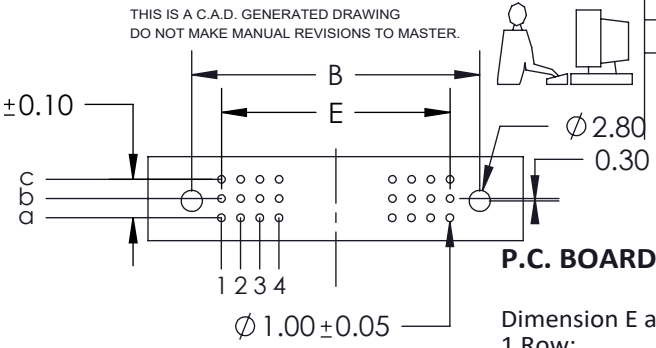 THIS IS A C.A.D. GENERATED DRAWING
DO NOT MAKE MANUAL REVISIONS TO MASTER.
B
E
±0.10
∅ 2.80
0.30
c
b
a
1 2 3 4
∅ 1.00±0.05
P.C. BOARD
Dimension E a
1 Row: